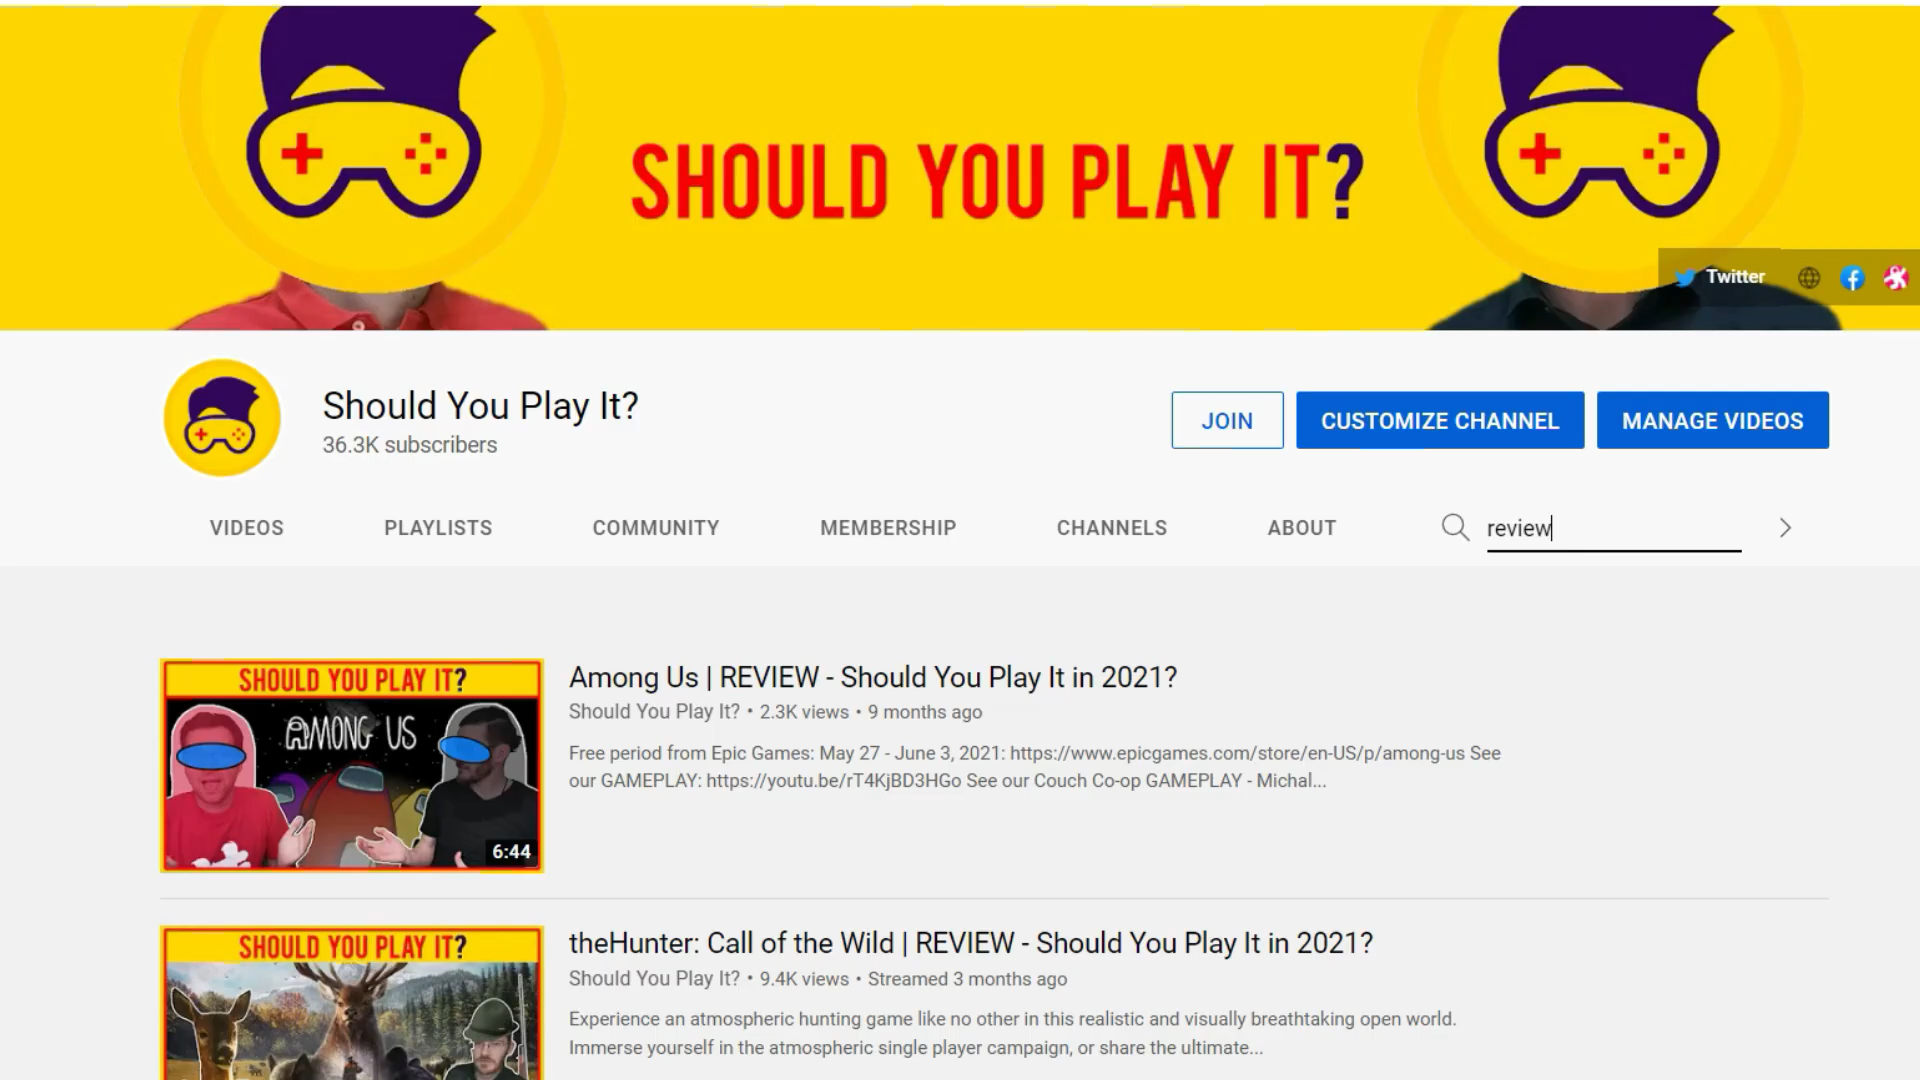 SHOULD YOU PLAY IT?
Twitter
Should You Play It?
36.3K subscribers
JOIN
CUSTOMIZE CHANNEL
MANAGE VIDEOS
VIDEOS
PLAYLISTS
COMMUNITY
MEMBERSHIP
CHANNELS
ABOUT
review
SHOULD YOU PLAY IT?
AMONG US
6:44
Among Us | REVIEW - Should You Play It in 2021?
Should You Play It? • 2.3K views • 9 months ago
Free period from Epic Games: May 27 - June 3, 2021: https://www.epicgames.com/store/en-US/p/among-us See
our GAMEPLAY: https://youtu.be/rT4KjBD3HGo See our Couch Co-op GAMEPLAY - Michal...
SHOULD YOU PLAY IT?
theHunter: Call of the Wild | REVIEW - Should You Play It in 2021?
Should You Play It? • 9.4K views • Streamed 3 months ago
Experience an atmospheric hunting game like no other in this realistic and visually breathtaking open world.
Immerse yourself in the atmospheric single player campaign, or share the ultimate...